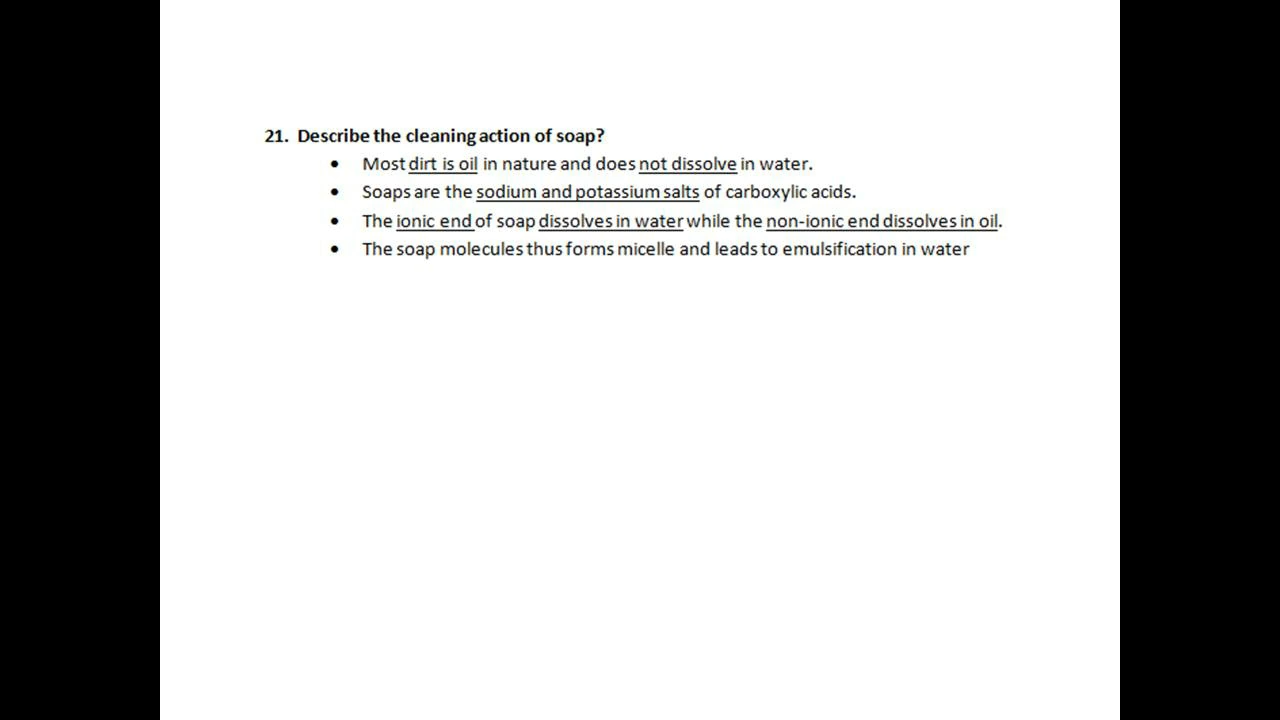 21. Describe the cleaning action of soap?
• Most dirt is oil in nature and does not dissolve in water.
• Soaps are the sodium and potassium salts of carboxylic acids.
• The ionic end of soap dissolves in water while the non-ionic end dissolves in oil.
• The soap molecules thus forms micelle and leads to emulsification in water